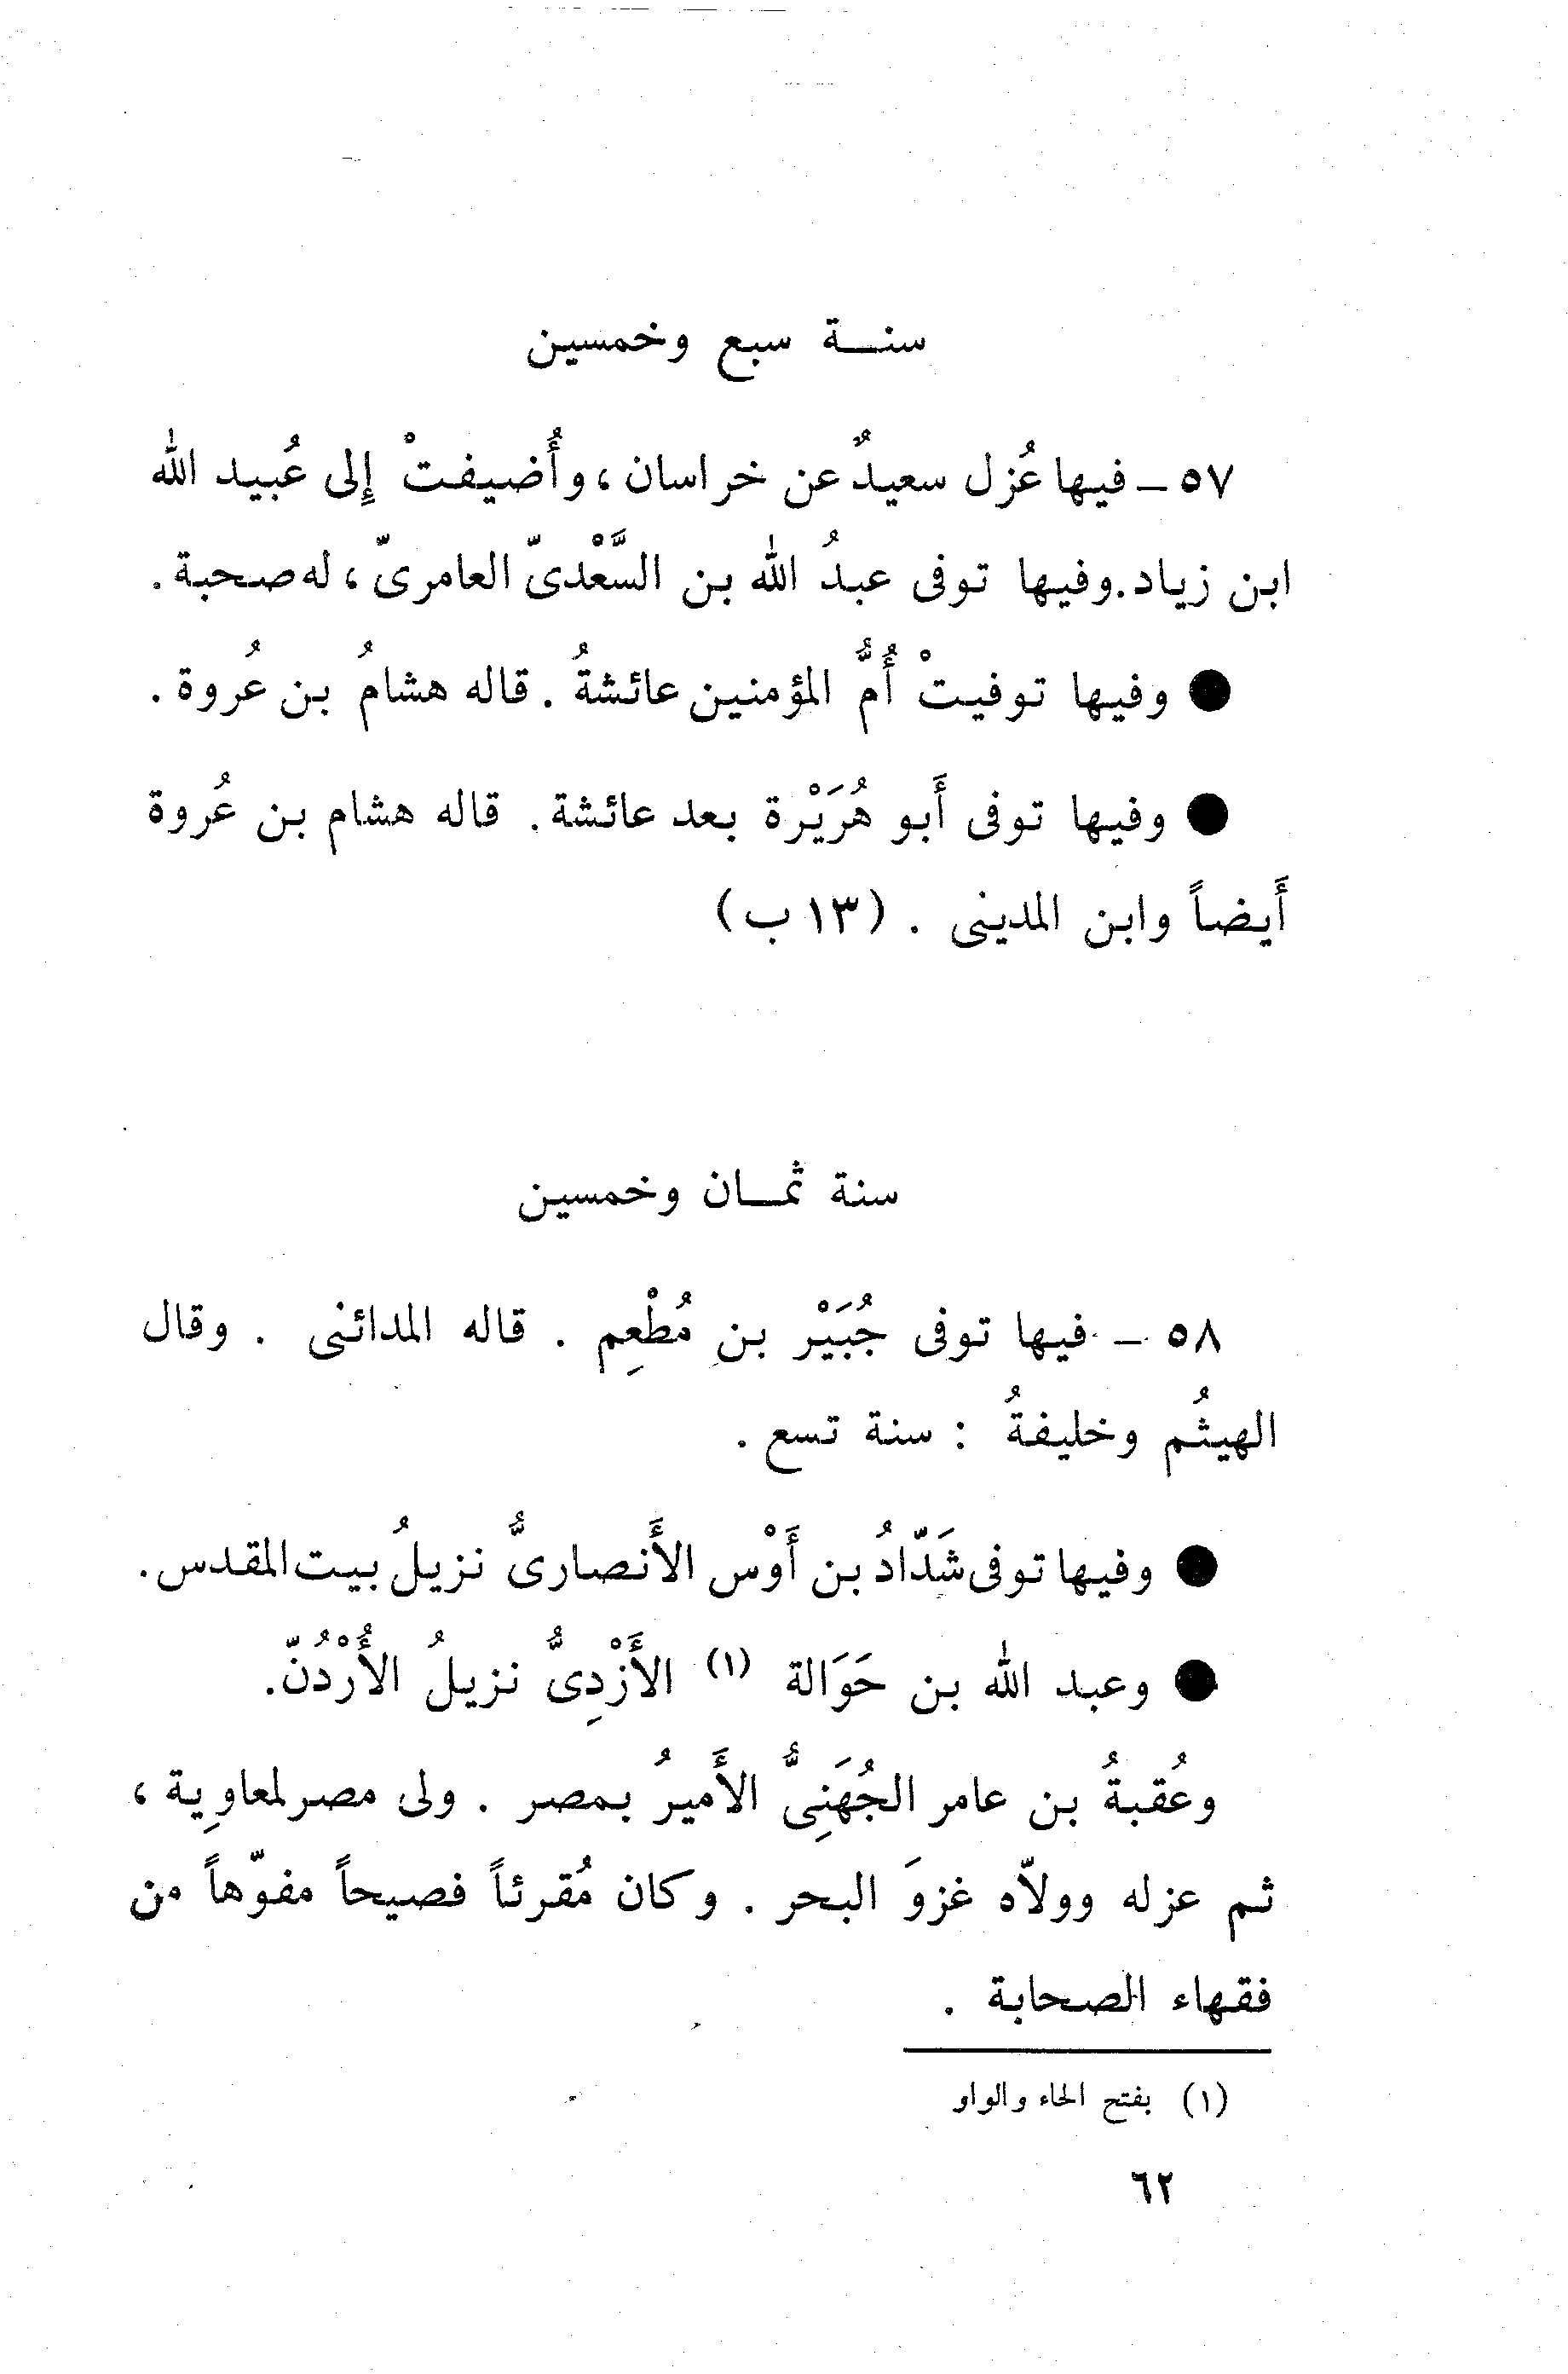 سنة سبع وخمسين
٥٧ – فيها عُزل سعيدٌ عن خراسان ، وأُضيفتْ إلى عُبيد الله
ابن زياد . وفيها توفى عبدُ الله بن السَّعْدىّ العامرىّ ، له صحبة .
● وفيها توفيتْ أُمُّ المؤمنين عائشةُ . قاله هشامُ بن عُروة .
● وفيها توفى أَبو هُرَيْرة بعد عائشة . قاله هشام بن عُروة
أَيضاً وابن المدينى . (١٣ ب)
سنة ثمان وخمسين
٥٨ – فيها توفى جُبَيْر بن مُطْعِم . قاله المدائنى . وقال
الهيثُم وخليفةُ : سنة تسع .
● وفيها توفى شَدّادُ بن أَوْس الأَنصارىُّ نزيلُ بيت المقدس .
● وعبد الله بن حَوَالة (١) الأَزْدِىُّ نزيلُ الأُرْدُنّ .
وعُقبةُ بن عامر الجُهَنِىُّ الأَميرُ بمصر . ولى مصر لمعاوِية ،
ثم عزله وولاّه غزوَ البحر . وكان مُقرئاً فصيحاً مفوّهاً من
فقهاء الصحابة .
(١) بفتح الحاء والواو
٦٢